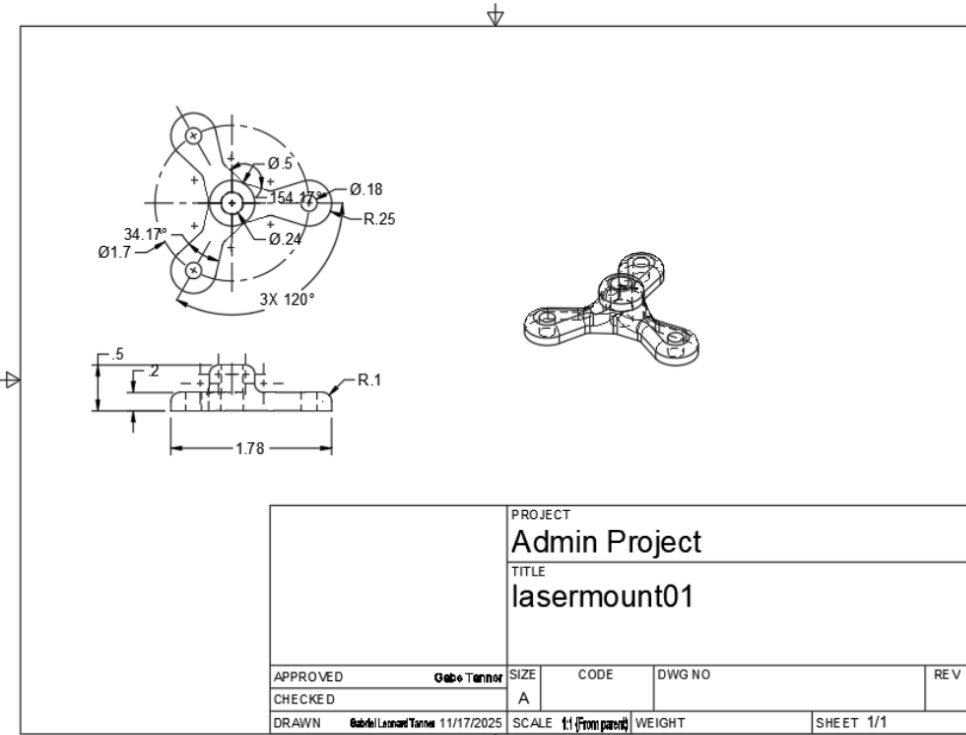 Ø.5
154.17°
Ø.18
R.25
34.17°
Ø1.7
Ø.24
3X 120°
.5
.2
R.1
1.78
PROJECT
Admin Project
TITLE
lasermount01
APPROVED Gabe Tanner
SIZE
A
CODE
DWG NO
REV
CHECKED
DRAWN Gabriel Leonard Tanner 11/17/2025
SCALE 1:1 (From parent)
WEIGHT
SHEET 1/1